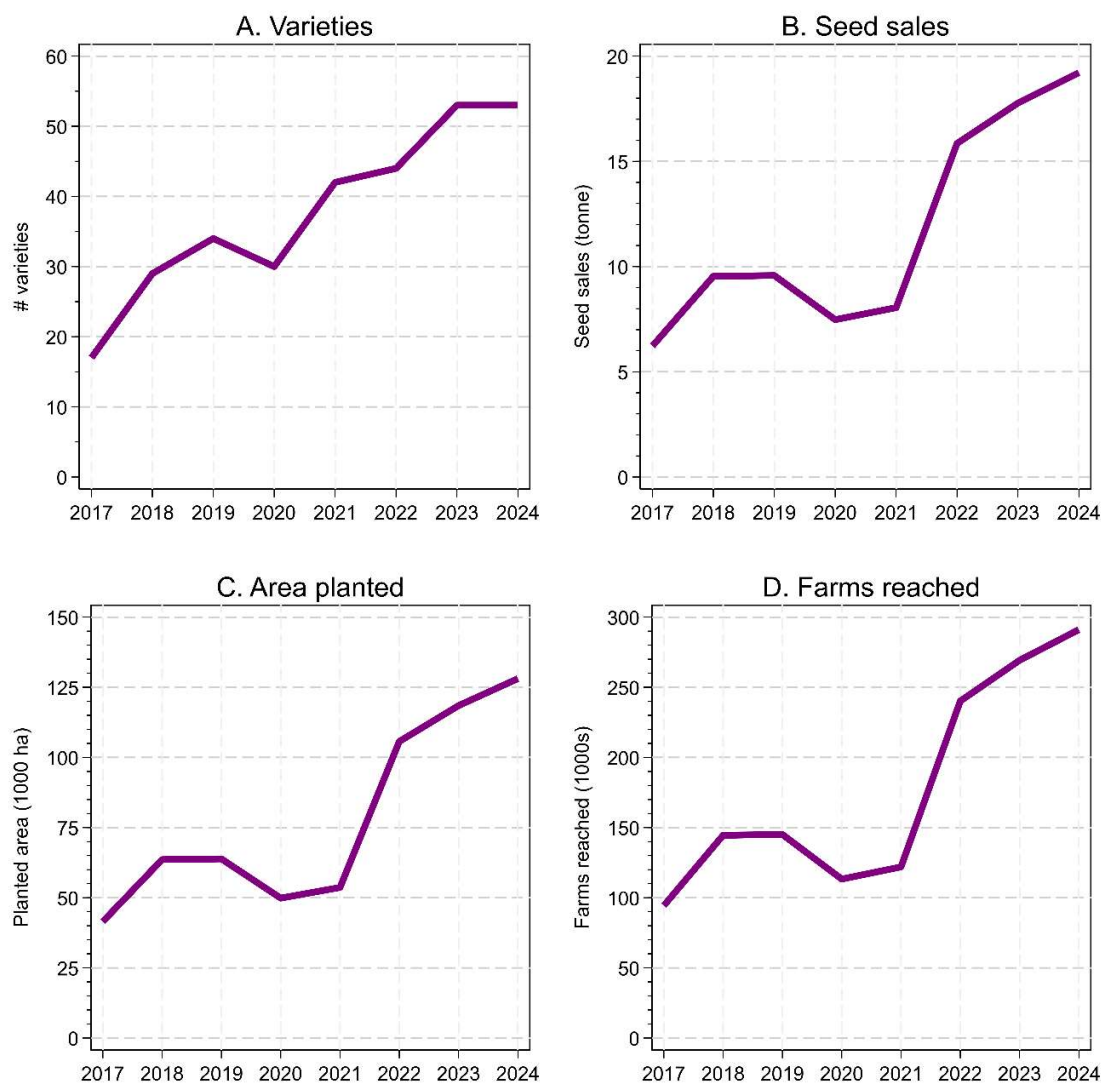 A. Varieties
# varieties
60
50
40
30
20
10
0
2017 2018 2019 2020 2021 2022 2023 2024
B. Seed sales
Seed sales (tonne)
20
15
10
5
0
2017 2018 2019 2020 2021 2022 2023 2024
C. Area planted
Planted area (1000 ha)
150
125
100
75
50
25
0
2017 2018 2019 2020 2021 2022 2023 2024
D. Farms reached
Farms reached (1000s)
300
250
200
150
100
50
0
2017 2018 2019 2020 2021 2022 2023 2024